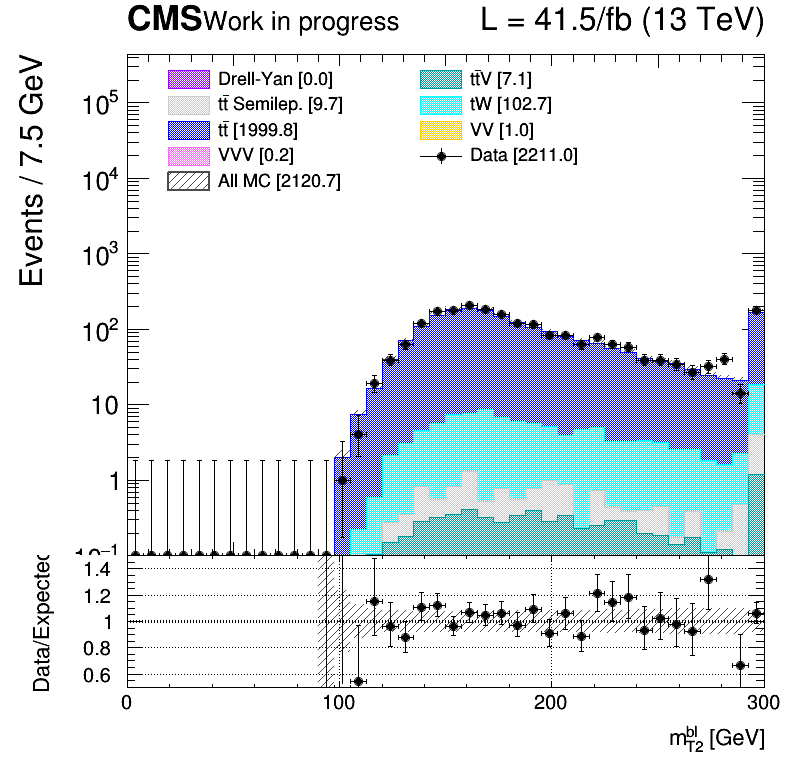 CMS Work in progress L = 41.5/fb (13 TeV)
Events / 7.5 GeV
Drell-Yan [0.0] tt̄V [7.1]
tt̄ Semilep. [9.7] tW [102.7]
tt̄ [1999.8] VV [1.0]
VVV [0.2] Data [2211.0]
All MC [2120.7]
10⁵
10⁴
10³
10²
10
1
10⁻¹
Data/Expected
1.4
1.2
1
0.8
0.6
0 100 200 300
m_{T2}^{bl} [GeV]